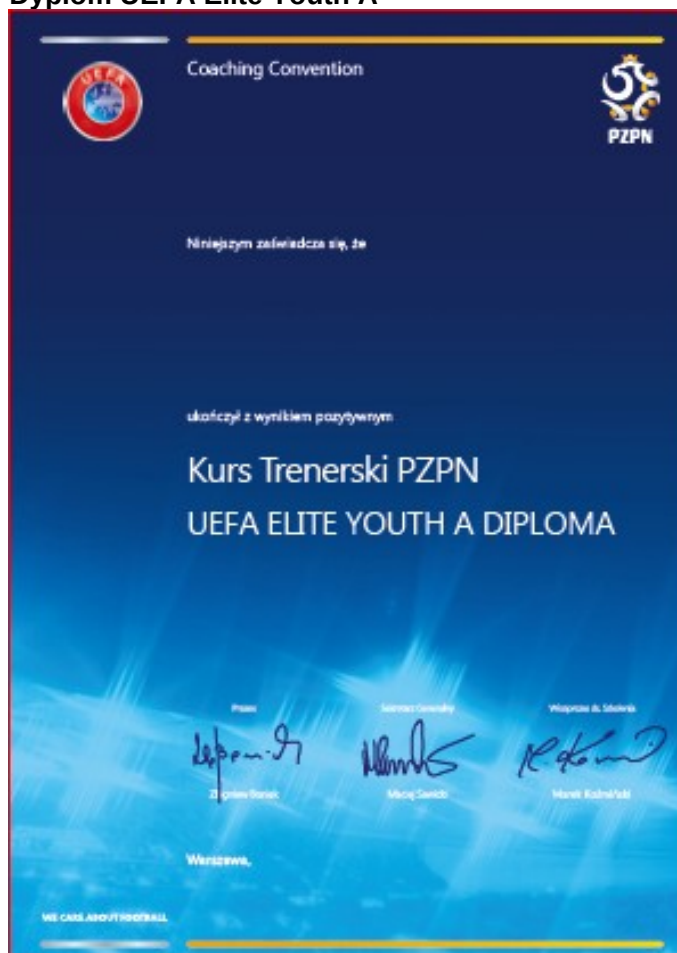 Dyplom UEFA Elite Youth A
UEFA
Coaching Convention
PZPN
Niniejszym zaświadcza się, że
ukończył z wynikiem pozytywnym
Kurs Trenerski PZPN
UEFA ELITE YOUTH A DIPLOMA
Prezes
Sekretarz Generalny
Wiceprezes ds. Szkolenia
Zbigniew Boniek
Maciej Sawicki
Marek Koźmiński
Warszawa,
WE CARE ABOUT FOOTBALL